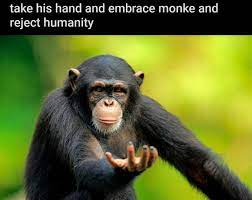 take his hand and embrace monke and
reject humanity